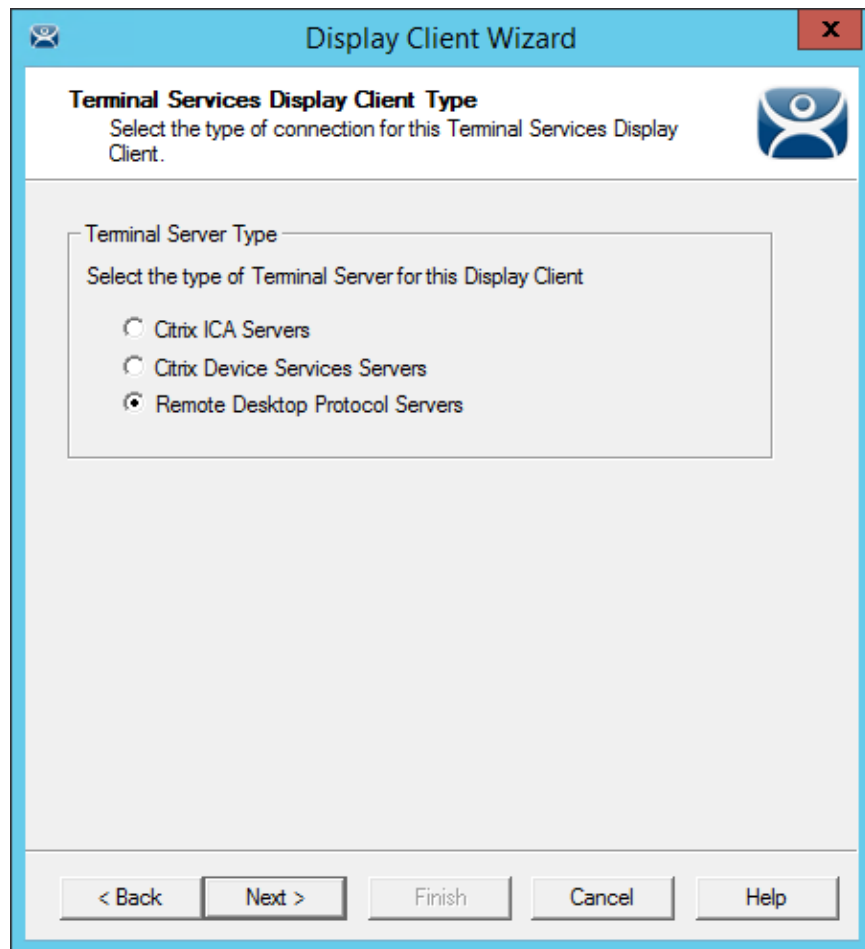 Display Client Wizard
x
Terminal Services Display Client Type
Select the type of connection for this Terminal Services Display
Client.
Terminal Server Type
Select the type of Terminal Server for this Display Client
Citrix ICA Servers
Citrix Device Services Servers
Remote Desktop Protocol Servers
< Back
Next >
Finish
Cancel
Help